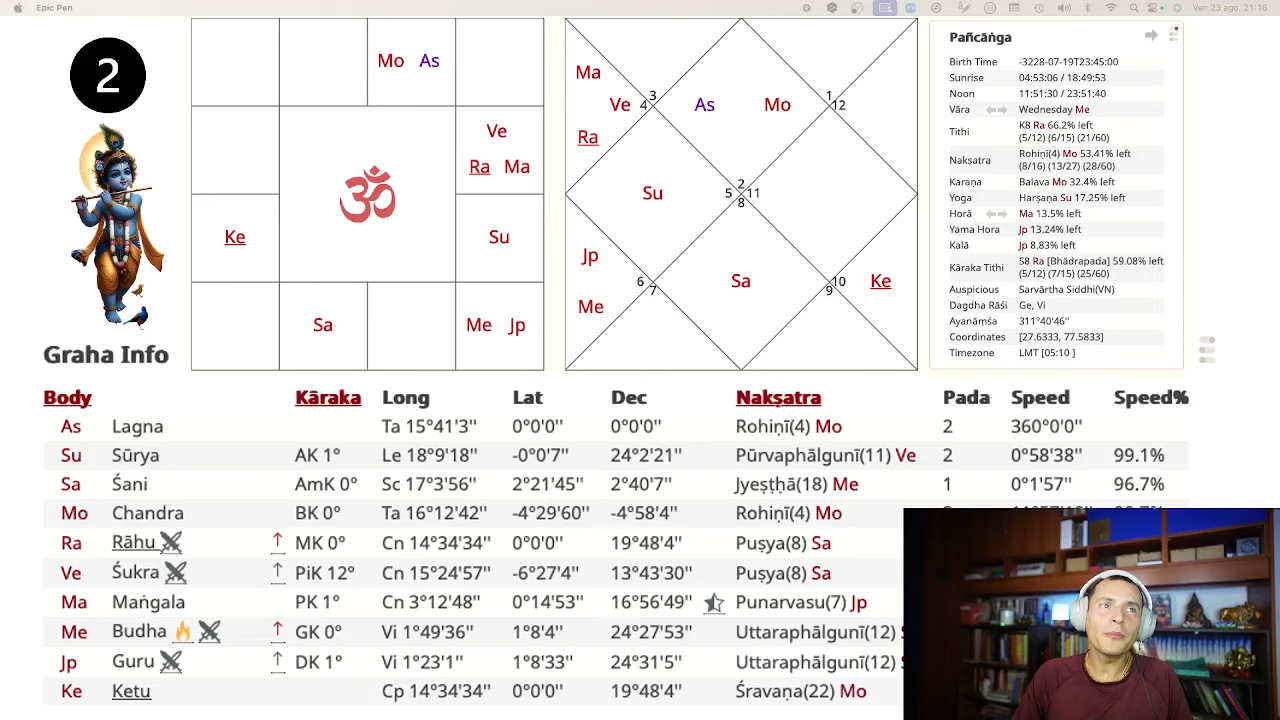 Epic Pen
Ven 23 ago 21:16
2
Mo As
Ve
Ra Ma
ॐ
Ke
Su
Sa
Me Jp
Ma
Ve
Ra
3
4
As
Mo
1
12
Su
2
5 11
8
Jp
Me
6
7
Sa
10
9
Ke
Pañcāṅga
Birth Time -3228-07-19T23:45:00
Sunrise 04:53:06 / 18:49:53
Noon 11:51:30 / 23:51:40
Vāra Wednesday Me
Tithi K8 Ra 66.2% left
(5/12) (6/15) (21/60)
Nakṣatra Rohiṇī(4) Mo 53.41% left
(8/16) (13/27) (28/60)
Karaṇa Balava Mo 32.4% left
Yoga Harṣaṇa Su 17.25% left
Horā Ma 13.5% left
Yama Hora Jp 13.24% left
Kalā Jp 8.83% left
Kāraka Tithi S8 Ra [Bhādrapada] 59.08% left
(5/12) (7/15) (25/60)
Auspicious Sarvārtha Siddhi(VN)
Dagdha Rāśi Ge, Vi
Ayanāṃśa 311°40'46''
Coordinates [27.6333, 77.5833]
Timezone LMT [05:10 ]
Graha Info
Body Kāraka Long Lat Dec Nakṣatra Pada Speed Speed%
As Lagna Ta 15°41'3'' 0°0'0'' 0°0'0'' Rohiṇī(4) Mo 2 360°0'0''
Su Sūrya AK 1° Le 18°9'18'' -0°0'7'' 24°2'21'' Pūrvaphālgunī(11) Ve 2 0°58'38'' 99.1%
Sa Śani AmK 0° Sc 17°3'56'' 2°21'45'' 2°40'7'' Jyeṣṭhā(18) Me 1 0°1'57'' 96.7%
Mo Chandra BK 0° Ta 16°12'42'' -4°29'60'' -4°58'4'' Rohiṇī(4) Mo
Ra Rāhu ↑ MK 0° Cn 14°34'34'' 0°0'0'' 19°48'4'' Puṣya(8) Sa
Ve Śukra ↑ PiK 12° Cn 15°24'57'' -6°27'4'' 13°43'30'' Puṣya(8) Sa
Ma Maṅgala PK 1° Cn 3°12'48'' 0°14'53'' 16°56'49'' Punarvasu(7) Jp
Me Budha ↑ GK 0° Vi 1°49'36'' 1°8'4'' 24°27'53'' Uttaraphālgunī(12)
Jp Guru ↑ DK 1° Vi 1°23'1'' 1°8'33'' 24°31'5'' Uttaraphālgunī(12)
Ke Ketu Cp 14°34'34'' 0°0'0'' 19°48'4'' Śravaṇa(22) Mo